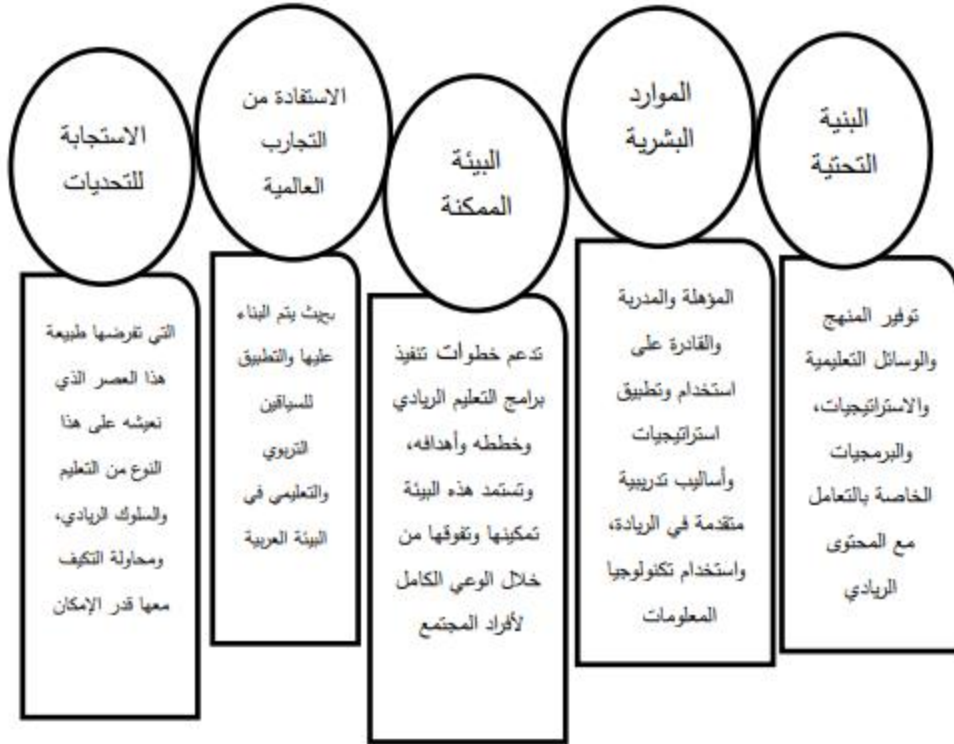 البنية
التحتية
توفير المنهج
والوسائل التعليمية
والاستراتيجيات،
والبرمجيات
الخاصة بالتعامل
مع المحتوى
الريادي
الموارد
البشرية
المؤهلة والمدربة
والقادرة على
استخدام وتطبيق
استراتيجيات
وأساليب تدريبية
متقدمة في الريادة،
واستخدام تكنولوجيا
المعلومات
البيئة
الممكنة
تدعم خطوات تنفيذ
برامج التعليم الريادي
وخططه وأهدافه،
وتستمد هذه البيئة
تمكينها وتفوقها من
خلال الوعي الكامل
لأفراد المجتمع
الاستفادة من
التجارب
العالمية
بحيث يتم البناء
عليها والتطبيق
للسياقين
التربوي
والتعليمي في
البيئة العربية
الاستجابة
للتحديات
التي تفرضها طبيعة
هذا العصر الذي
نعيشه على هذا
النوع من التعليم
والسلوك الريادي،
ومحاولة التكيف
معها قدر الإمكان